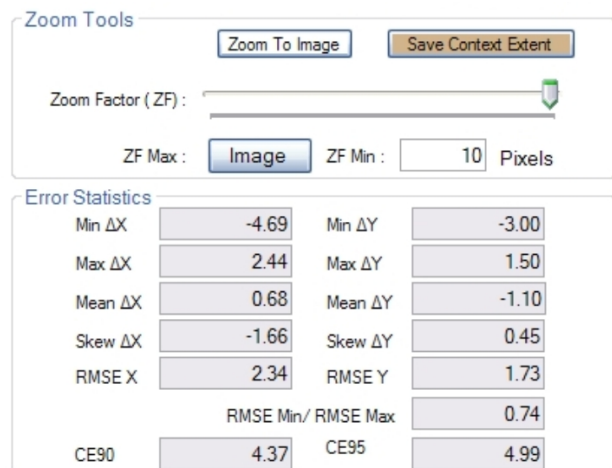 Zoom Tools
Zoom To Image Save Context Extent
Zoom Factor ( ZF) :
ZF Max : Image ZF Min : 10 Pixels
Error Statistics
Min ΔX -4.69 Min ΔY -3.00
Max ΔX 2.44 Max ΔY 1.50
Mean ΔX 0.68 Mean ΔY -1.10
Skew ΔX -1.66 Skew ΔY 0.45
RMSE X 2.34 RMSE Y 1.73
RMSE Min/ RMSE Max 0.74
CE90 4.37 CE95 4.99